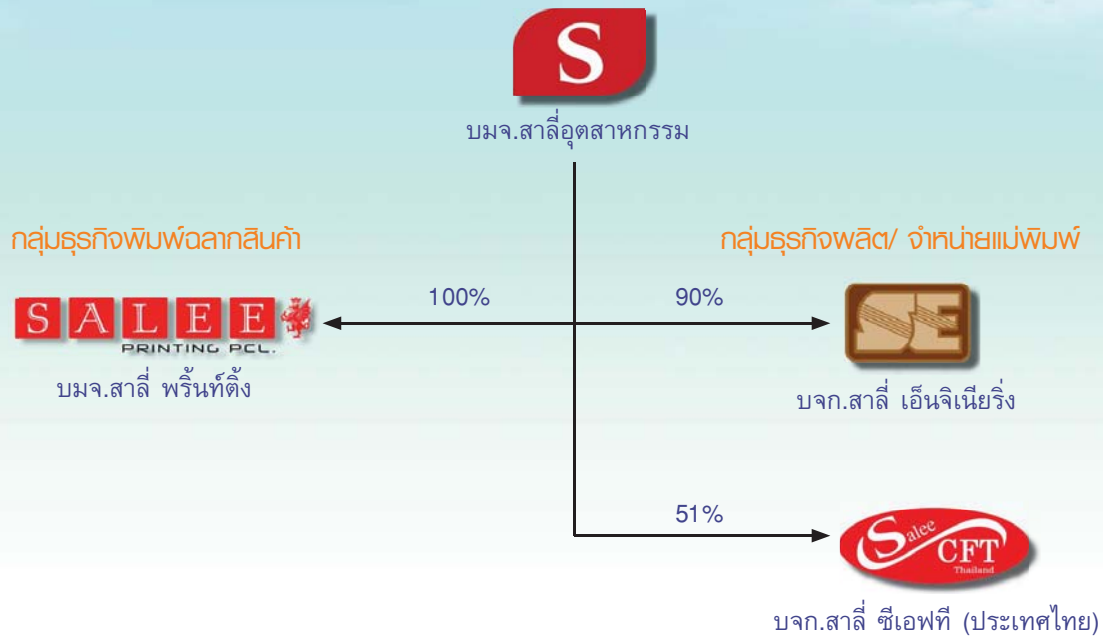 S
บมจ.สาลี่อุตสาหกรรม
กลุ่มธุรกิจพิมพ์ฉลากสินค้า
กลุ่มธุรกิจผลิต/ จำหน่ายแม่พิมพ์
100%
90%
SALEE
PRINTING PCL.
บมจ.สาลี่ พริ้นท์ติ้ง
SE
บจก.สาลี่ เอ็นจิเนียริ่ง
51%
Salee
CFT
Thailand
บจก.สาลี่ ซีเอฟที (ประเทศไทย)